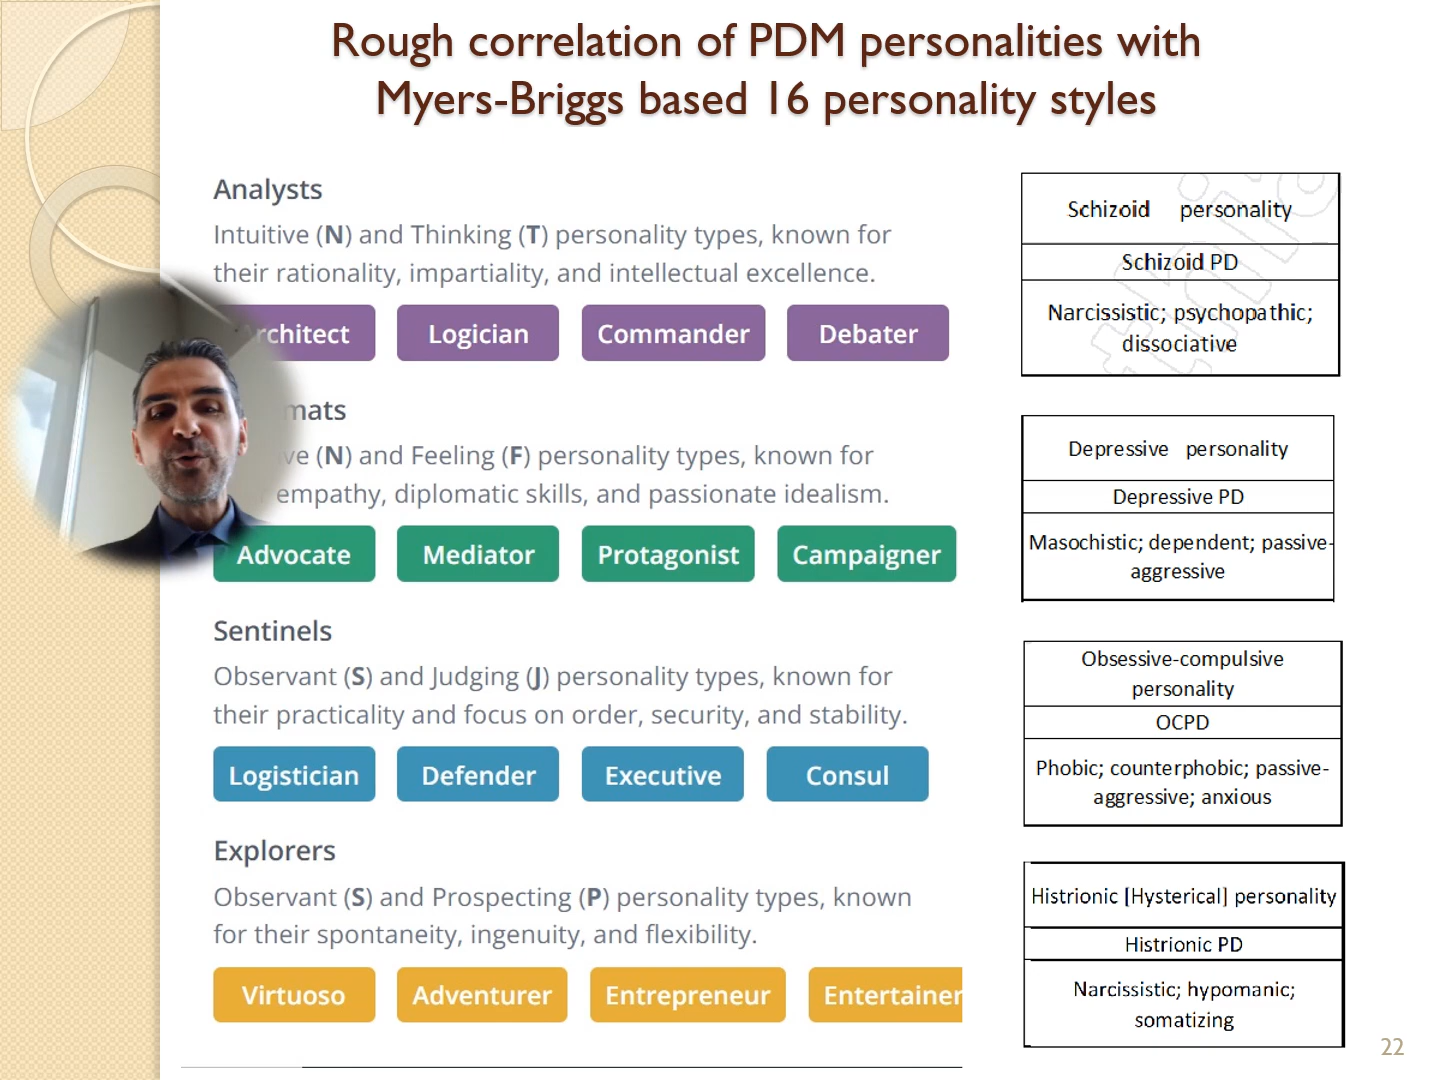 Rough correlation of PDM personalities with
Myers-Briggs based 16 personality styles
Analysts
Intuitive (N) and Thinking (T) personality types, known for
their rationality, impartiality, and intellectual excellence.
rchitect Logician Commander Debater
Schizoid personality
Schizoid PD
Narcissistic; psychopathic;
dissociative
mats
ve (N) and Feeling (F) personality types, known for
empathy, diplomatic skills, and passionate idealism.
Advocate Mediator Protagonist Campaigner
Depressive personality
Depressive PD
Masochistic; dependent; passive-
aggressive
Sentinels
Observant (S) and Judging (J) personality types, known for
their practicality and focus on order, security, and stability.
Logistician Defender Executive Consul
Obsessive-compulsive
personality
OCPD
Phobic; counterphobic; passive-
aggressive; anxious
Explorers
Observant (S) and Prospecting (P) personality types, known
for their spontaneity, ingenuity, and flexibility.
Virtuoso Adventurer Entrepreneur Entertainer
Histrionic [Hysterical] personality
Histrionic PD
Narcissistic; hypomanic;
somatizing
22